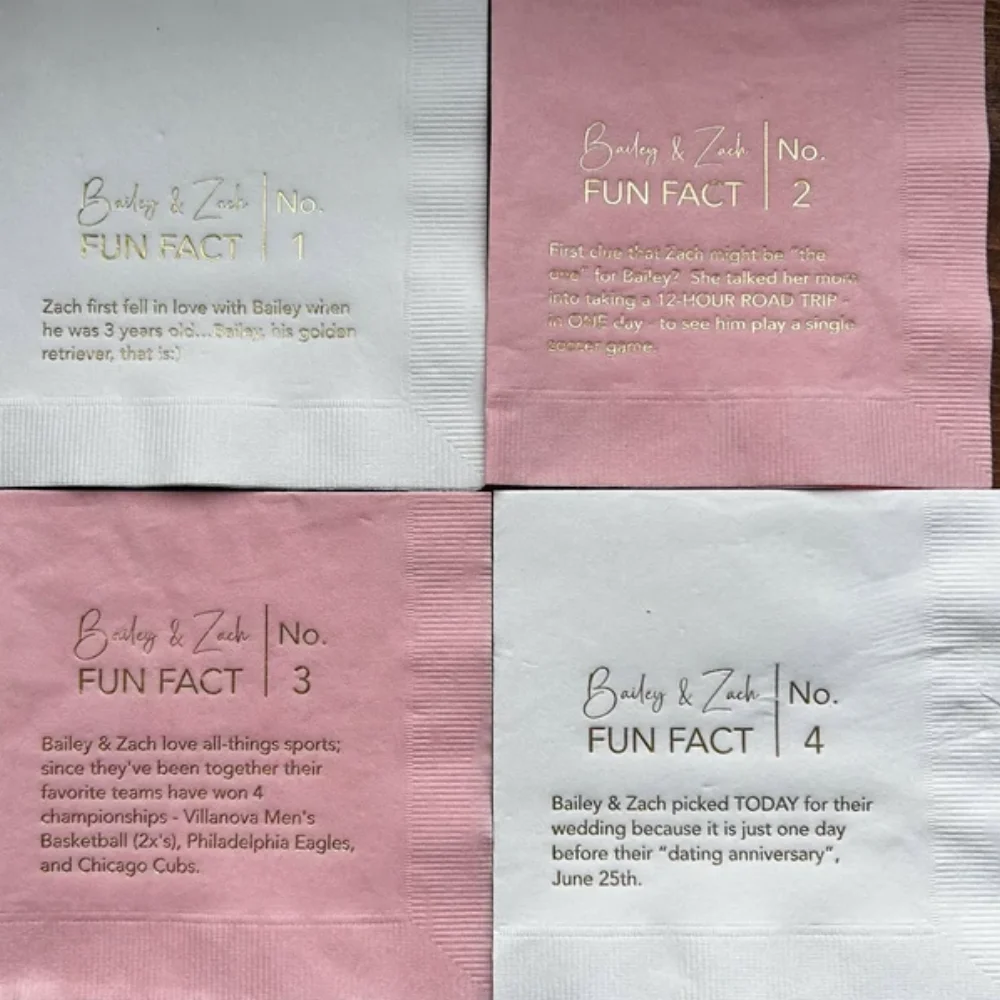 Bailey & Zach
FUN FACT
No.
1
Zach first fell in love with Bailey when
he was 3 years old...Bailey, his golden
retriever, that is:)
Bailey & Zach
FUN FACT
No.
2
First clue that Zach might be "the
one" for Bailey? She talked her mom
into taking a 12-HOUR ROAD TRIP -
in ONE day - to see him play a single
soccer game.
Bailey & Zach
FUN FACT
No.
3
Bailey & Zach love all-things sports;
since they've been together their
favorite teams have won 4
championships - Villanova Men's
Basketball (2x's), Philadelphia Eagles,
and Chicago Cubs.
Bailey & Zach
FUN FACT
No.
4
Bailey & Zach picked TODAY for their
wedding because it is just one day
before their "dating anniversary",
June 25th.